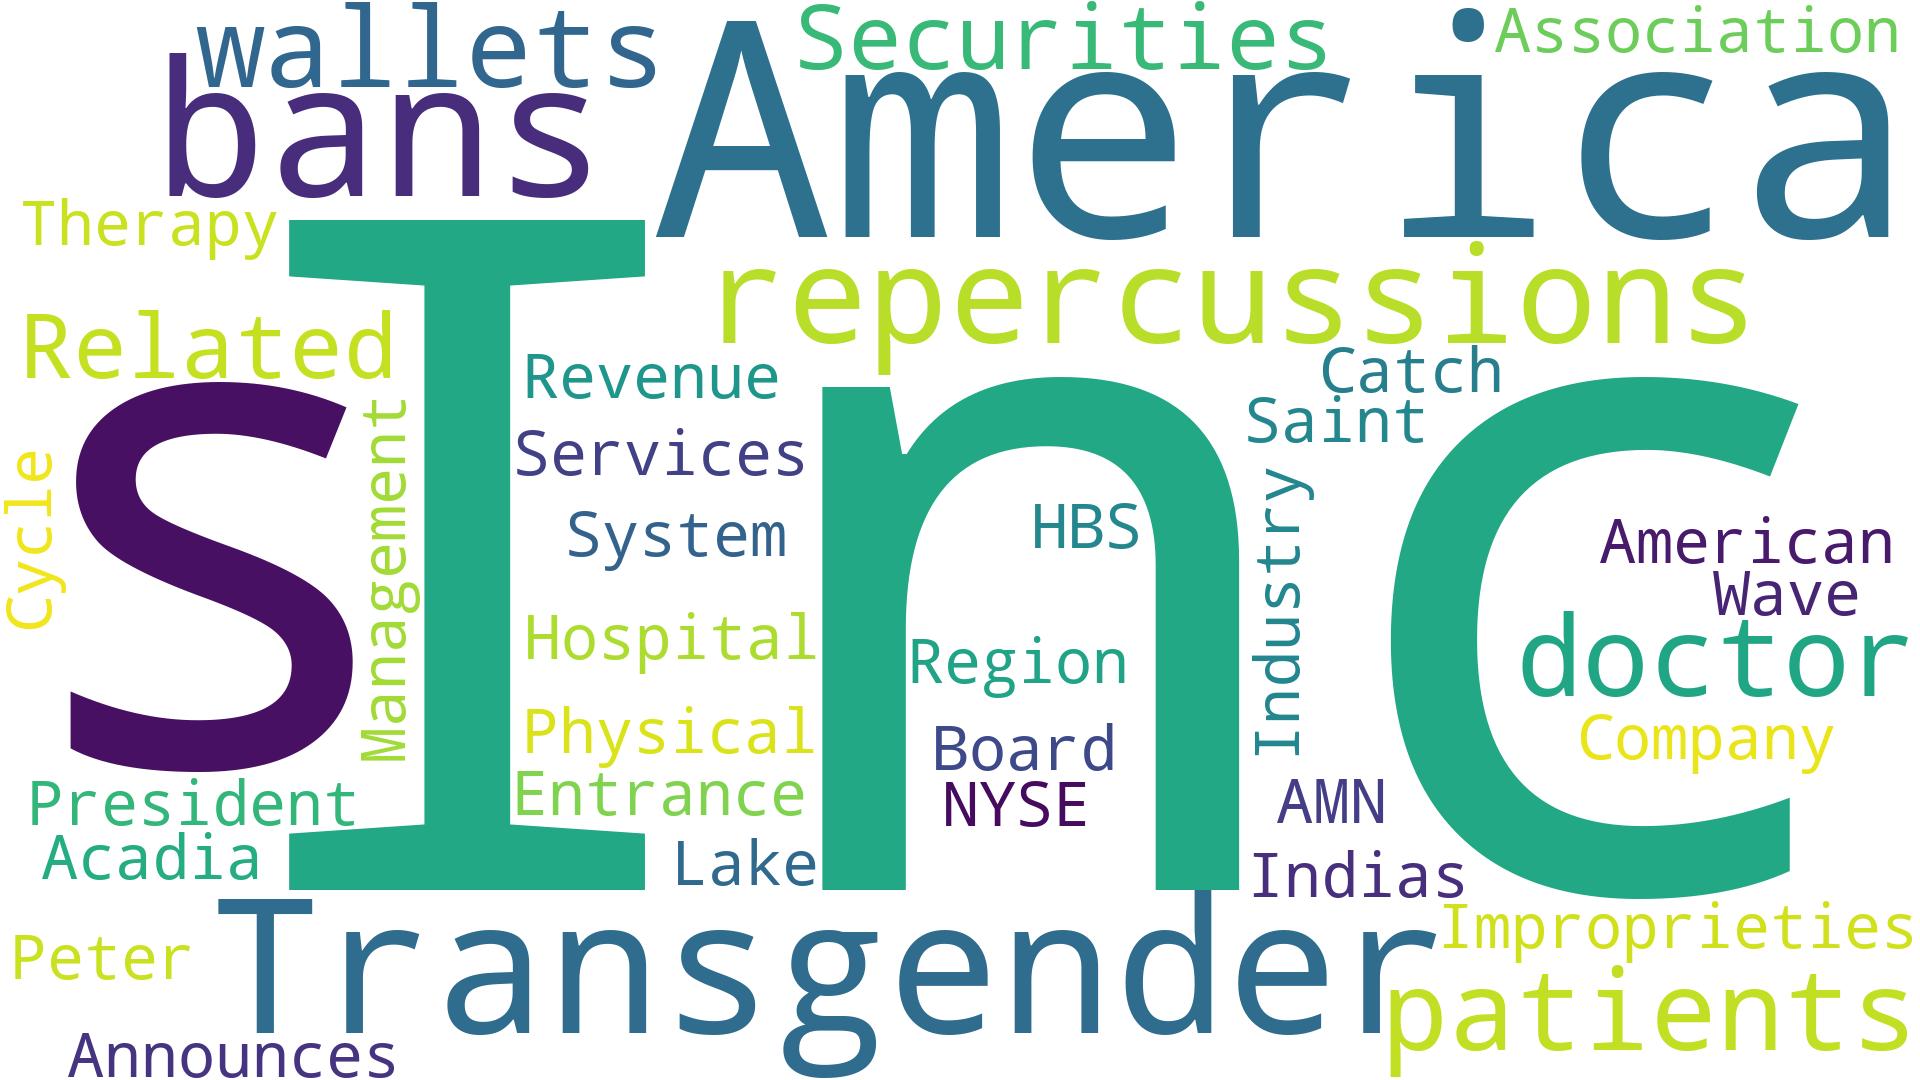 wallets
Securities
Association
bans
America
Therapy
repercussions
Related
Inc
s
Revenue
Catch
Saint
Services
Cycle
Management
System
HBS
Industry
American
Wave
Hospital
Region
doctor
Physical
Board
Company
President
Entrance
NYSE
AMN
Acadia
Lake
Indias
Transgender
Improprieties
Peter
patients
Announces